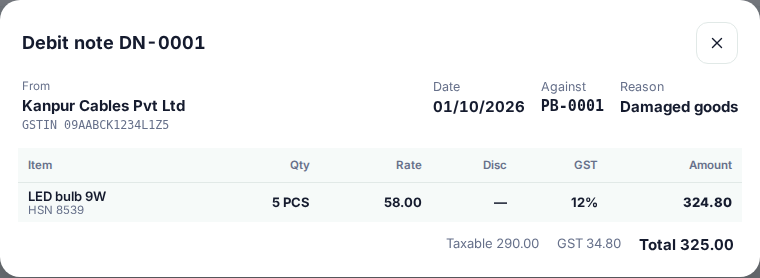 Debit note DN-0001
From
Kanpur Cables Pvt Ltd
GSTIN 09AABCK1234L1Z5
Date Against Reason
01/10/2026 PB-0001 Damaged goods
Item Qty Rate Disc GST Amount
LED bulb 9W 5 PCS 58.00 — 12% 324.80
HSN 8539
Taxable 290.00 GST 34.80 Total 325.00